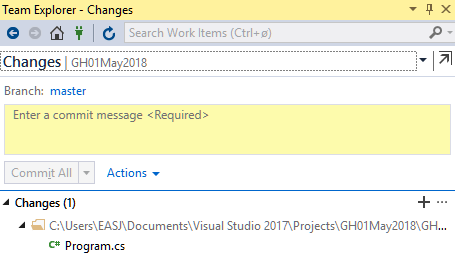 Team Explorer - Changes
Search Work Items (Ctrl+ø)
Changes | GH01May2018
Branch: master
Enter a commit message <Required>
Commit All Actions
Changes (1)
C:\Users\EASJ\Documents\Visual Studio 2017\Projects\GH01May2018\GH...
C# Program.cs